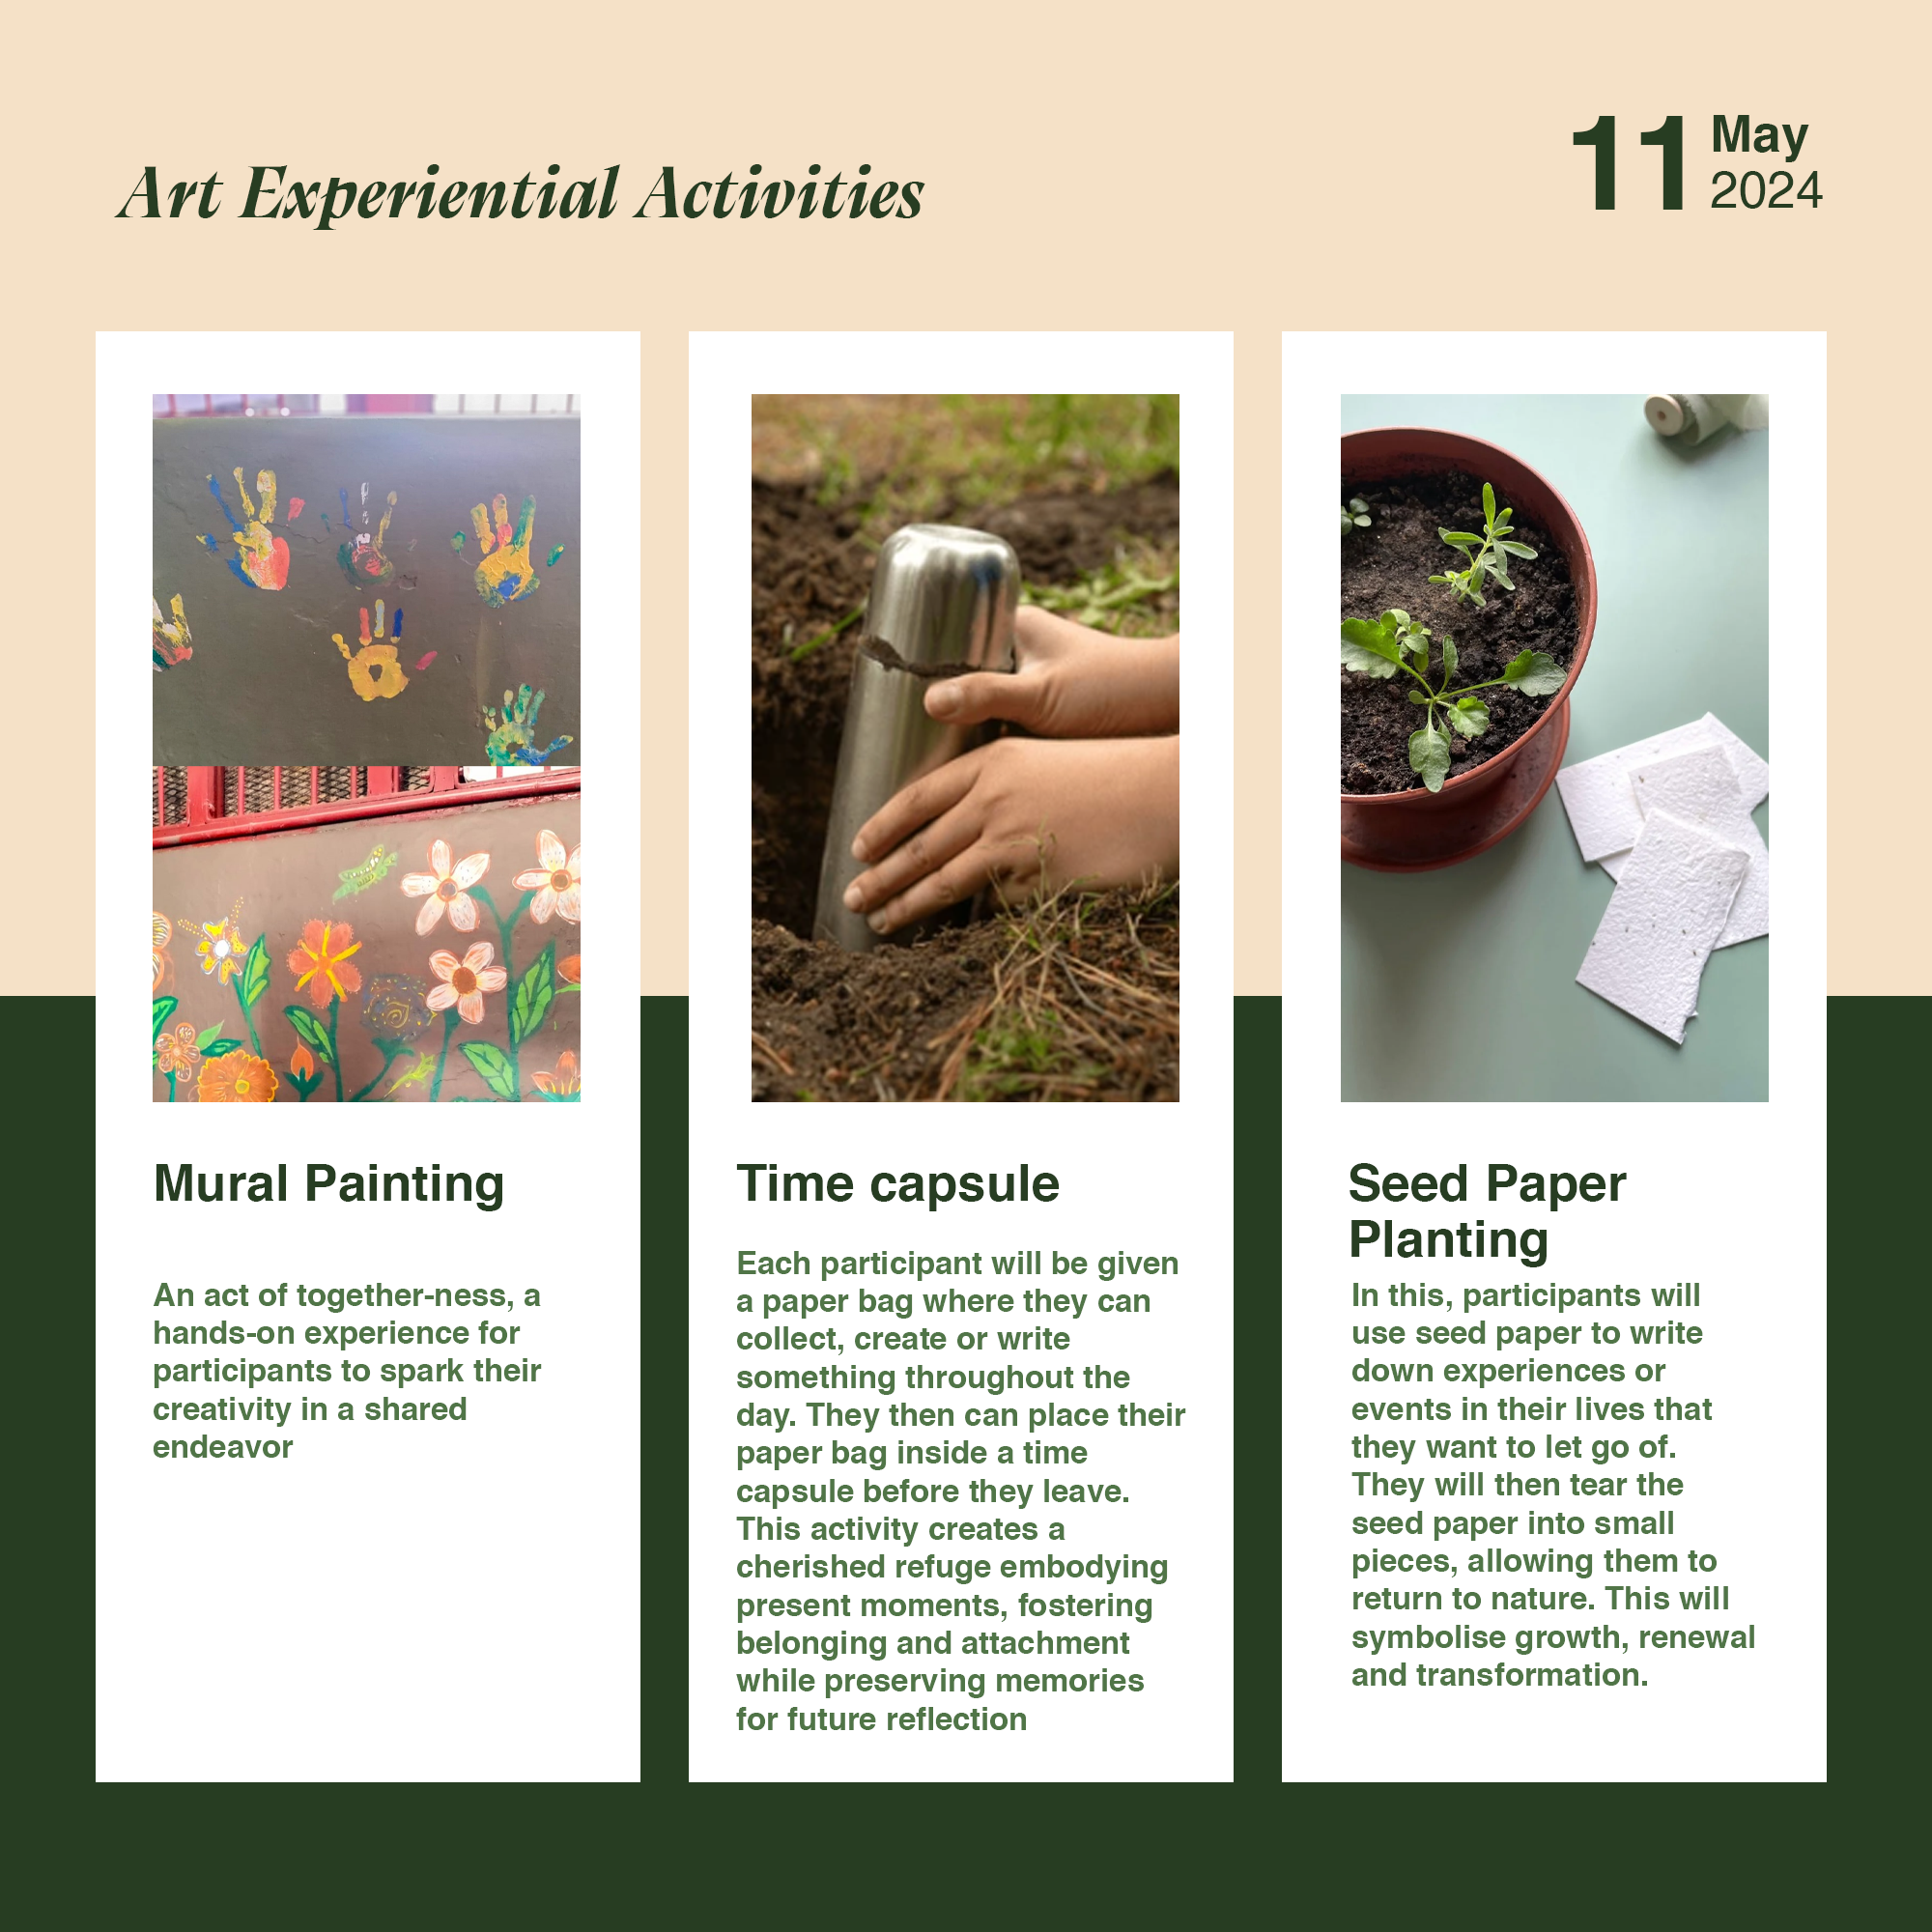 Art Experiential Activities
11 May
2024
Mural Painting
An act of together-ness, a
hands-on experience for
participants to spark their
creativity in a shared
endeavor
Time capsule
Each participant will be given
a paper bag where they can
collect, create or write
something throughout the
day. They then can place their
paper bag inside a time
capsule before they leave.
This activity creates a
cherished refuge embodying
present moments, fostering
belonging and attachment
while preserving memories
for future reflection
Seed Paper
Planting
In this, participants will
use seed paper to write
down experiences or
events in their lives that
they want to let go of.
They will then tear the
seed paper into small
pieces, allowing them to
return to nature. This will
symbolise growth, renewal
and transformation.